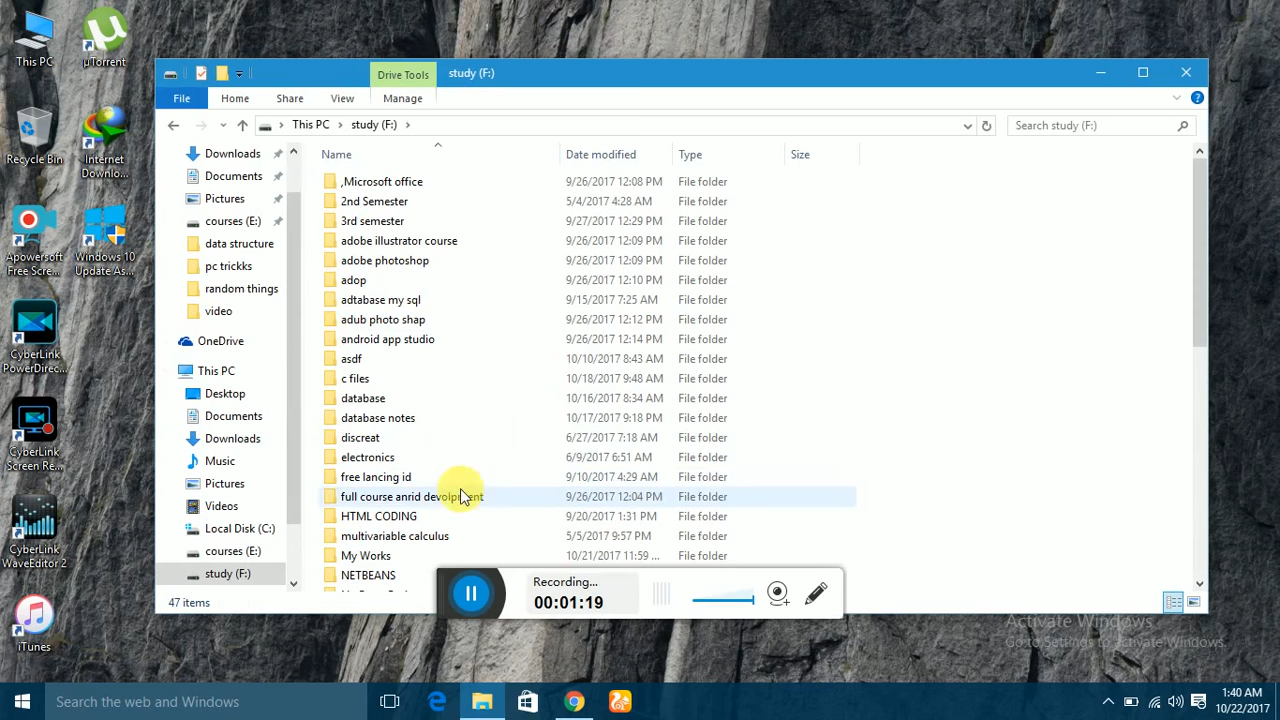 This PC
µTorrent
Recycle Bin
Internet
Downlo...
Apowersoft
Free Scre...
Windows 10
Update As...
CyberLink
PowerDirec...
CyberLink
Screen Re...
CyberLink
WaveEditor 2
iTunes
Drive Tools
study (F:)
File
Home
Share
View
Manage
This PC
study (F:)
Search study (F:)
Downloads
Documents
Pictures
courses (E:)
data structure
pc trickks
random things
video
OneDrive
This PC
Desktop
Documents
Downloads
Music
Pictures
Videos
Local Disk (C:)
courses (E:)
study (F:)
Name Date modified Type Size
,Microsoft office 9/26/2017 12:08 PM File folder
2nd Semester 5/4/2017 4:28 AM File folder
3rd semester 9/27/2017 12:29 PM File folder
adobe illustrator course 9/26/2017 12:09 PM File folder
adobe photoshop 9/26/2017 12:09 PM File folder
adop 9/26/2017 12:10 PM File folder
adtabase my sql 9/15/2017 7:25 AM File folder
adub photo shap 9/26/2017 12:12 PM File folder
android app studio 9/26/2017 12:14 PM File folder
asdf 10/10/2017 8:43 AM File folder
c files 10/18/2017 9:48 AM File folder
database 10/16/2017 8:34 AM File folder
database notes 10/17/2017 9:18 PM File folder
discreat 6/27/2017 7:18 AM File folder
electronics 6/9/2017 6:51 AM File folder
free lancing id 9/10/2017 4:29 AM File folder
full course anrid devolpment 9/26/2017 12:04 PM File folder
HTML CODING 9/20/2017 1:31 PM File folder
multivariable calculus 5/5/2017 9:57 PM File folder
My Works 10/21/2017 11:59 ... File folder
NETBEANS File folder
47 items
Recording...
00:01:19
Activate Windows
Go to Settings to activate Windows.
Search the web and Windows
1:40 AM
10/22/2017